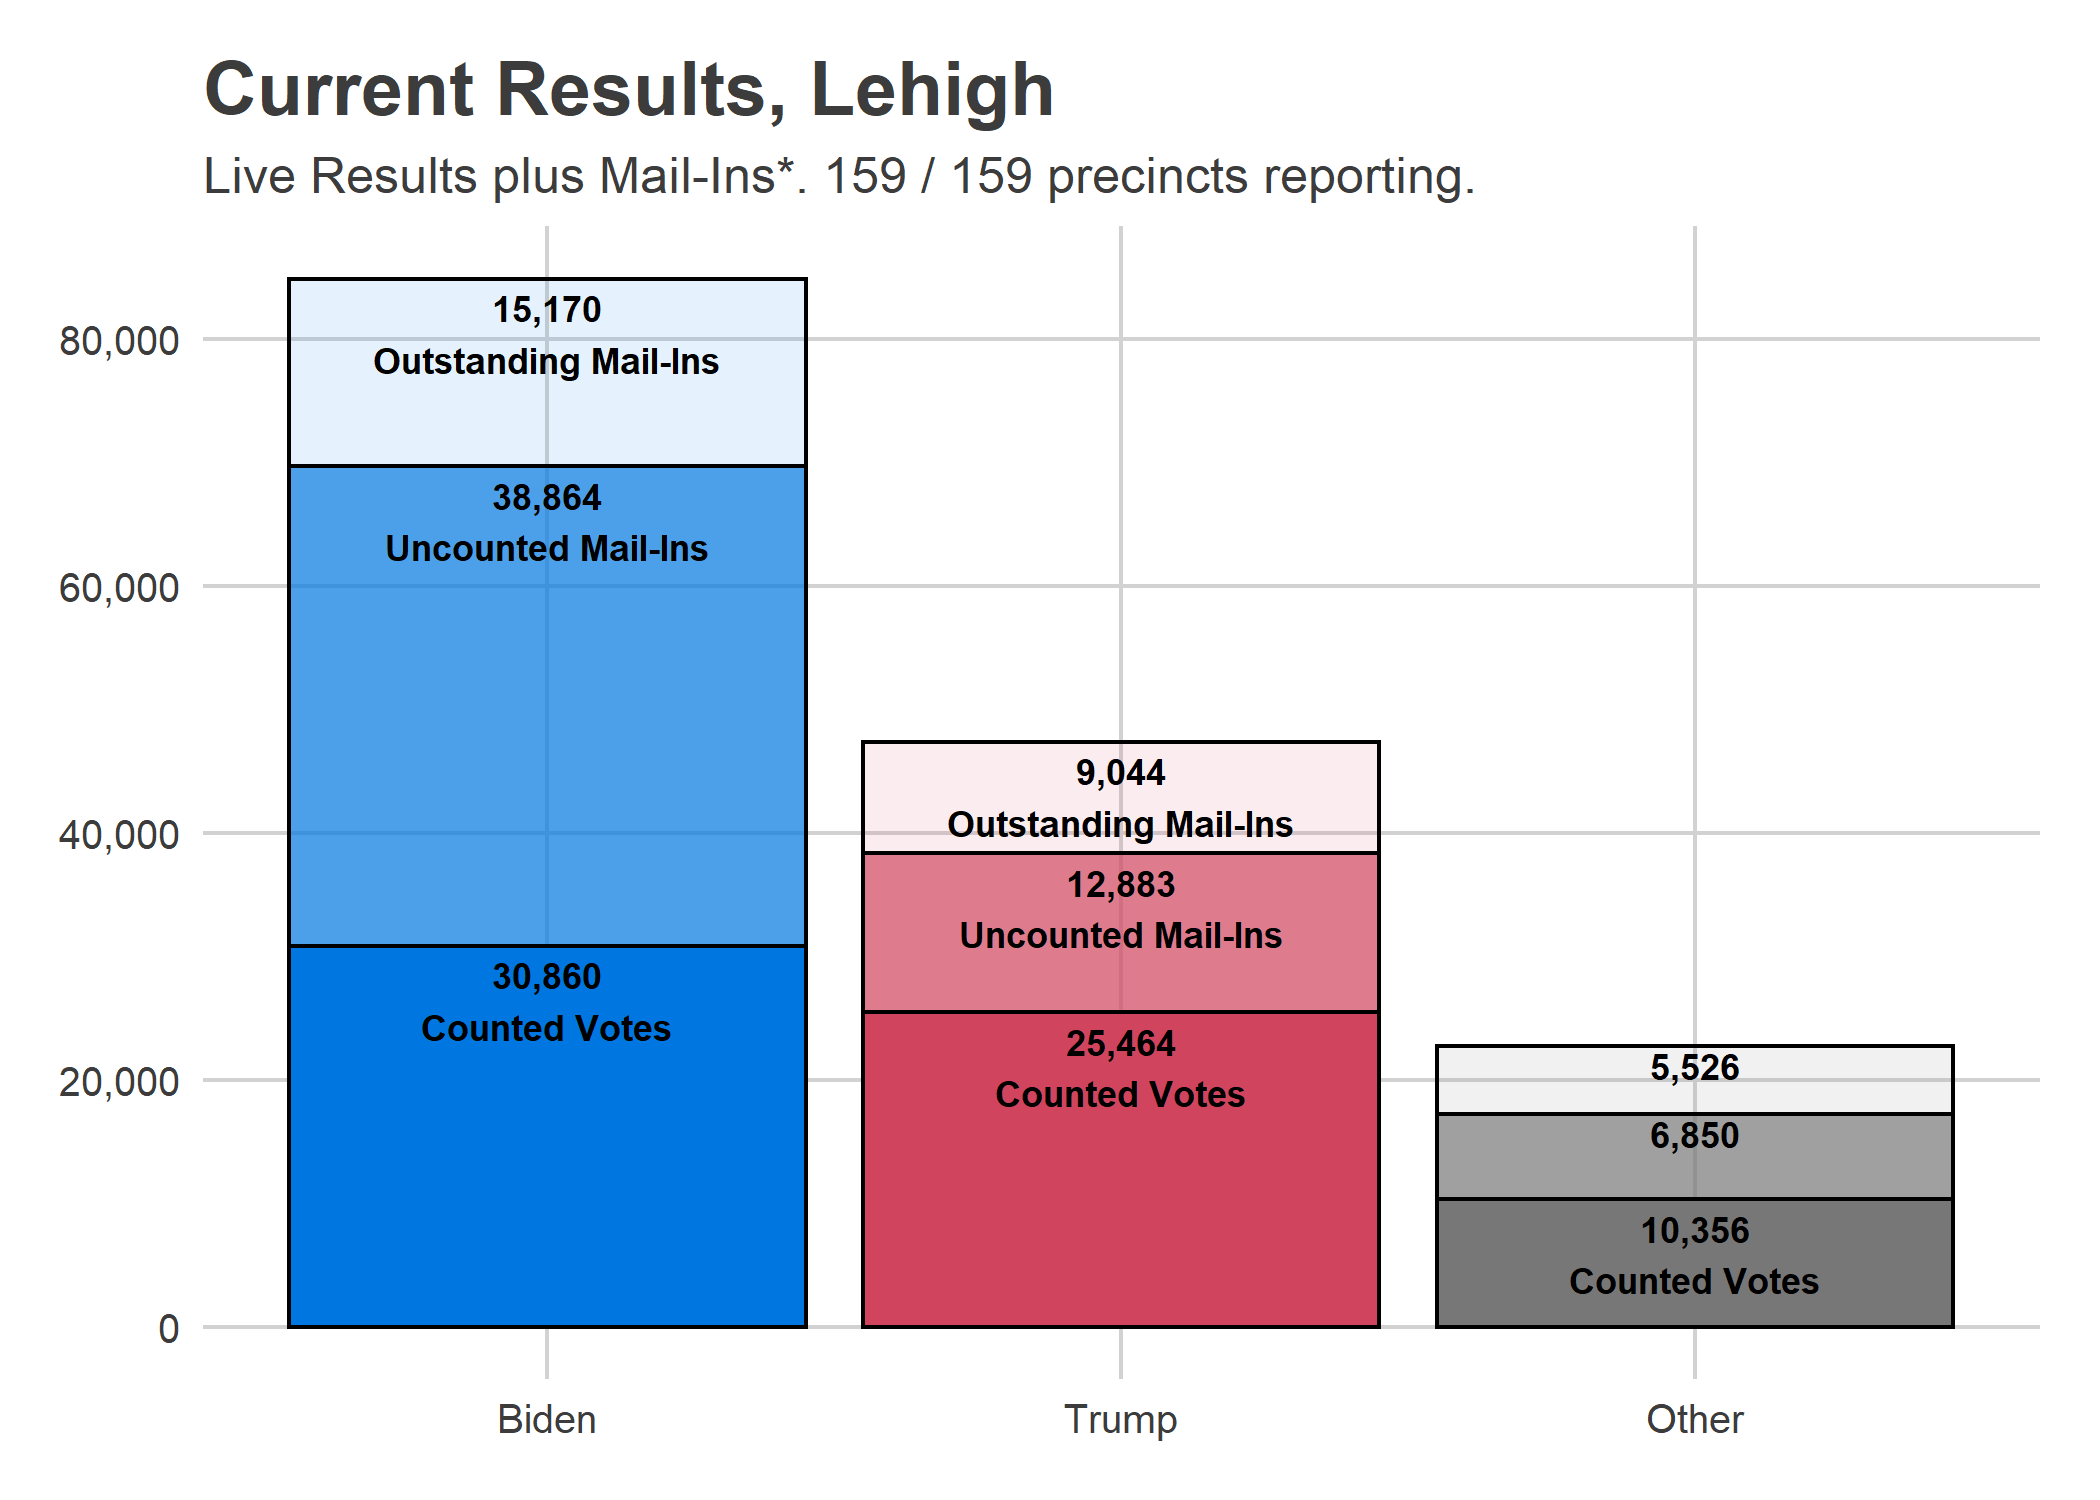 Current Results, Lehigh
Live Results plus Mail-Ins*. 159 / 159 precincts reporting.
80,000
60,000
40,000
20,000
0
15,170
Outstanding Mail-Ins
38,864
Uncounted Mail-Ins
30,860
Counted Votes
9,044
Outstanding Mail-Ins
12,883
Uncounted Mail-Ins
25,464
Counted Votes
5,526
6,850
10,356
Counted Votes
Biden
Trump
Other